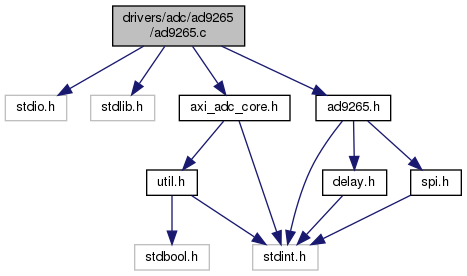 drivers/adc/ad9265
/ad9265.c
stdio.h
stdlib.h
axi_adc_core.h
ad9265.h
util.h
delay.h
spi.h
stdbool.h
stdint.h